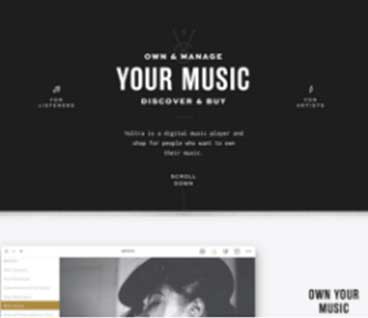 OWN & MANAGE
YOUR MUSIC
DISCOVER & BUY
FOR
LISTENERS
FOR
ARTISTS
is a digital music player and
shop for people who want to own
their music.
SCROLL
DOWN
OWN YOUR
MUSIC